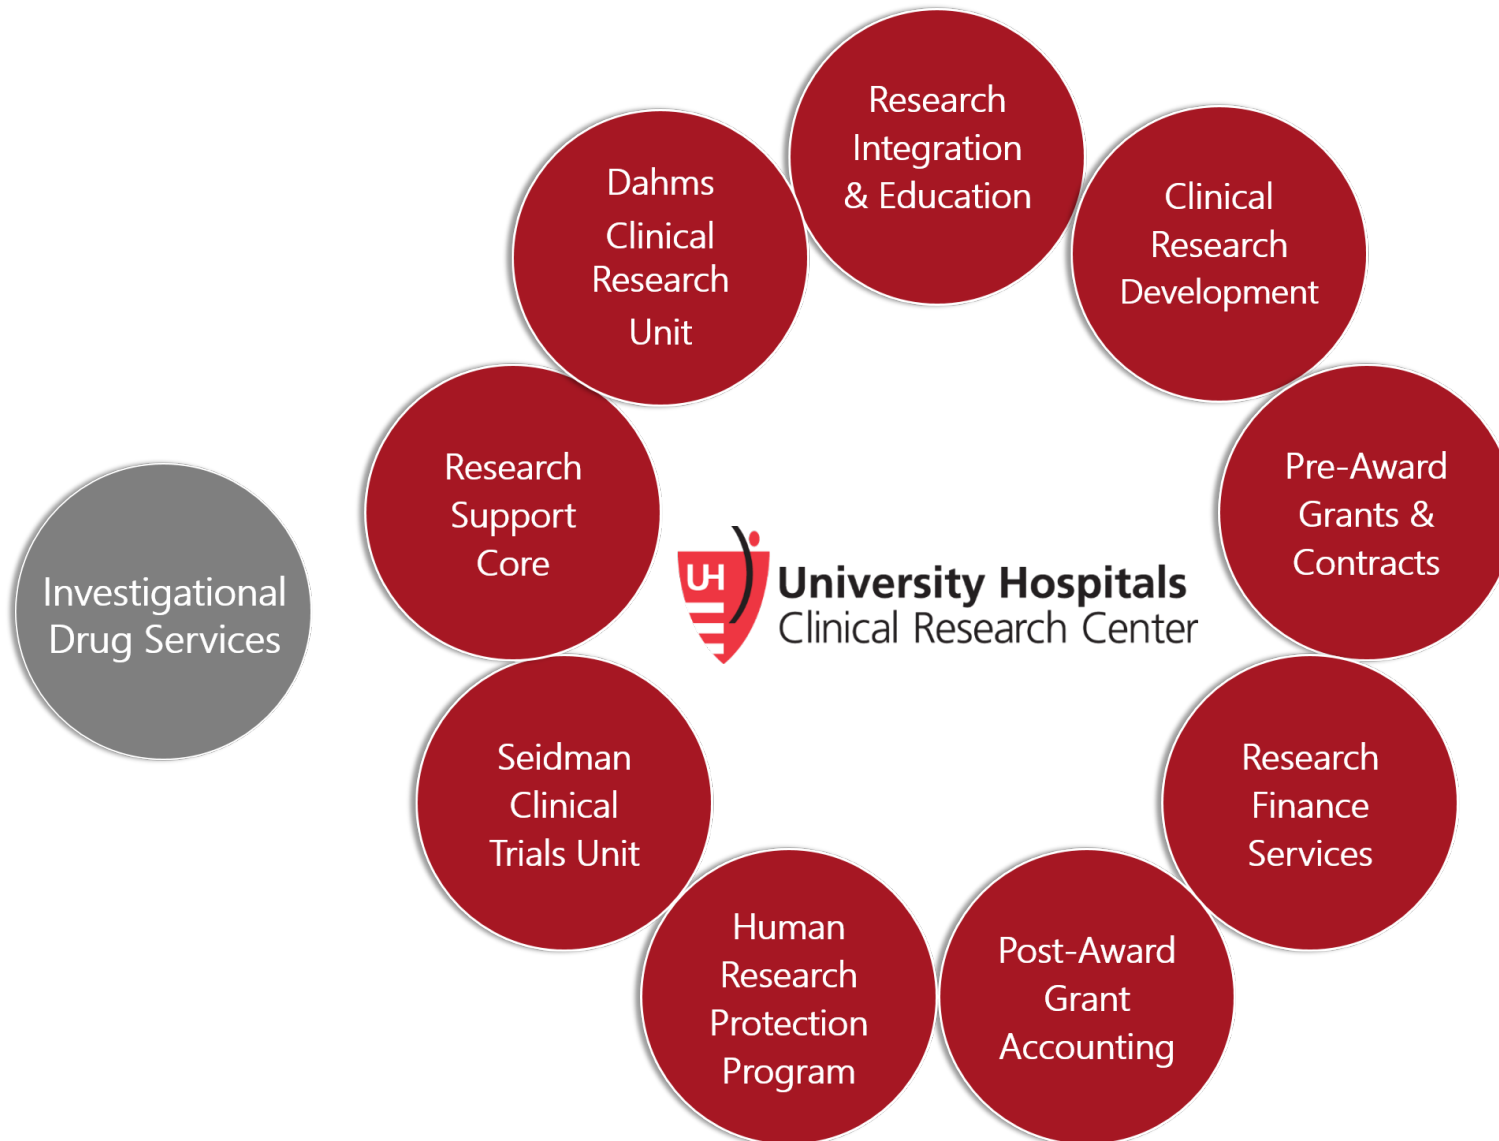 Research
Integration
& Education
Clinical
Research
Development
Pre-Award
Grants &
Contracts
Research
Finance
Services
Post-Award
Grant
Accounting
Human
Research
Protection
Program
Seidman
Clinical
Trials Unit
Research
Support
Core
Dahms
Clinical
Research
Unit
Investigational
Drug Services
UH
University Hospitals
Clinical Research Center